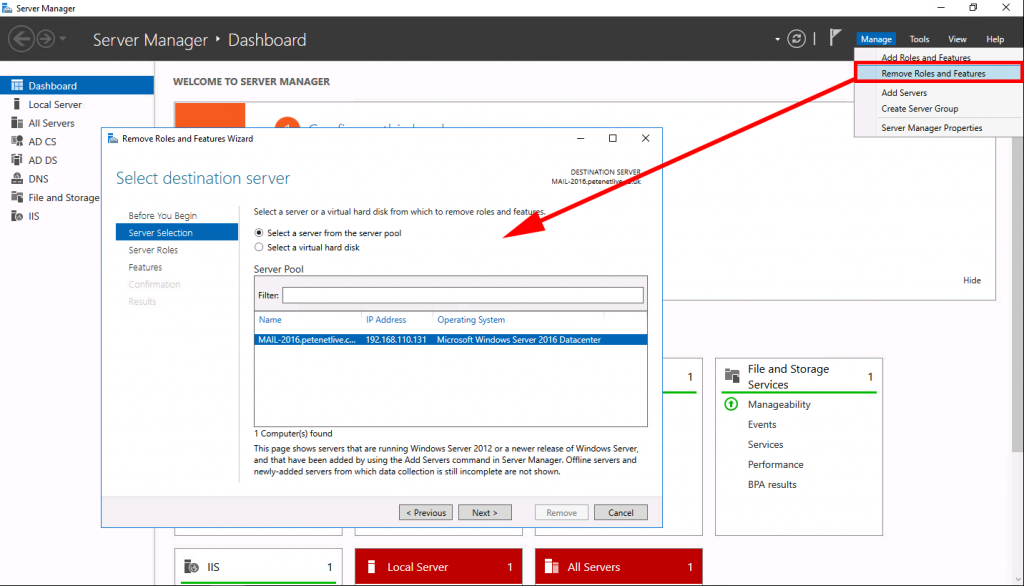 Server Manager
Server Manager ‣ Dashboard
Manage Tools View Help
Add Roles and Features
Remove Roles and Features
Add Servers
Create Server Group
Server Manager Properties
Dashboard
Local Server
All Servers
AD CS
AD DS
DNS
File and Storage
IIS
WELCOME TO SERVER MANAGER
Remove Roles and Features Wizard
Select destination server
DESTINATION SERVER
Before You Begin
Server Selection
Server Roles
Features
Confirmation
Results
Select a server or a virtual hard disk from which to remove roles and features.
Select a server from the server pool
Select a virtual hard disk
Server Pool
Filter:
Name IP Address Operating System
MAIL-2016.petenetlive.c... 192.168.110.131 Microsoft Windows Server 2016 Datacenter
1 Computer(s) found
This page shows servers that are running Windows Server 2012 or a newer release of Windows Server,
and that have been added by using the Add Servers command in Server Manager. Offline servers and
newly-added servers from which data collection is still incomplete are not shown.
< Previous Next > Remove Cancel
Hide
1
File and Storage
Services 1
Manageability
Events
Services
Performance
BPA results
IIS 1
Local Server 1
All Servers 1